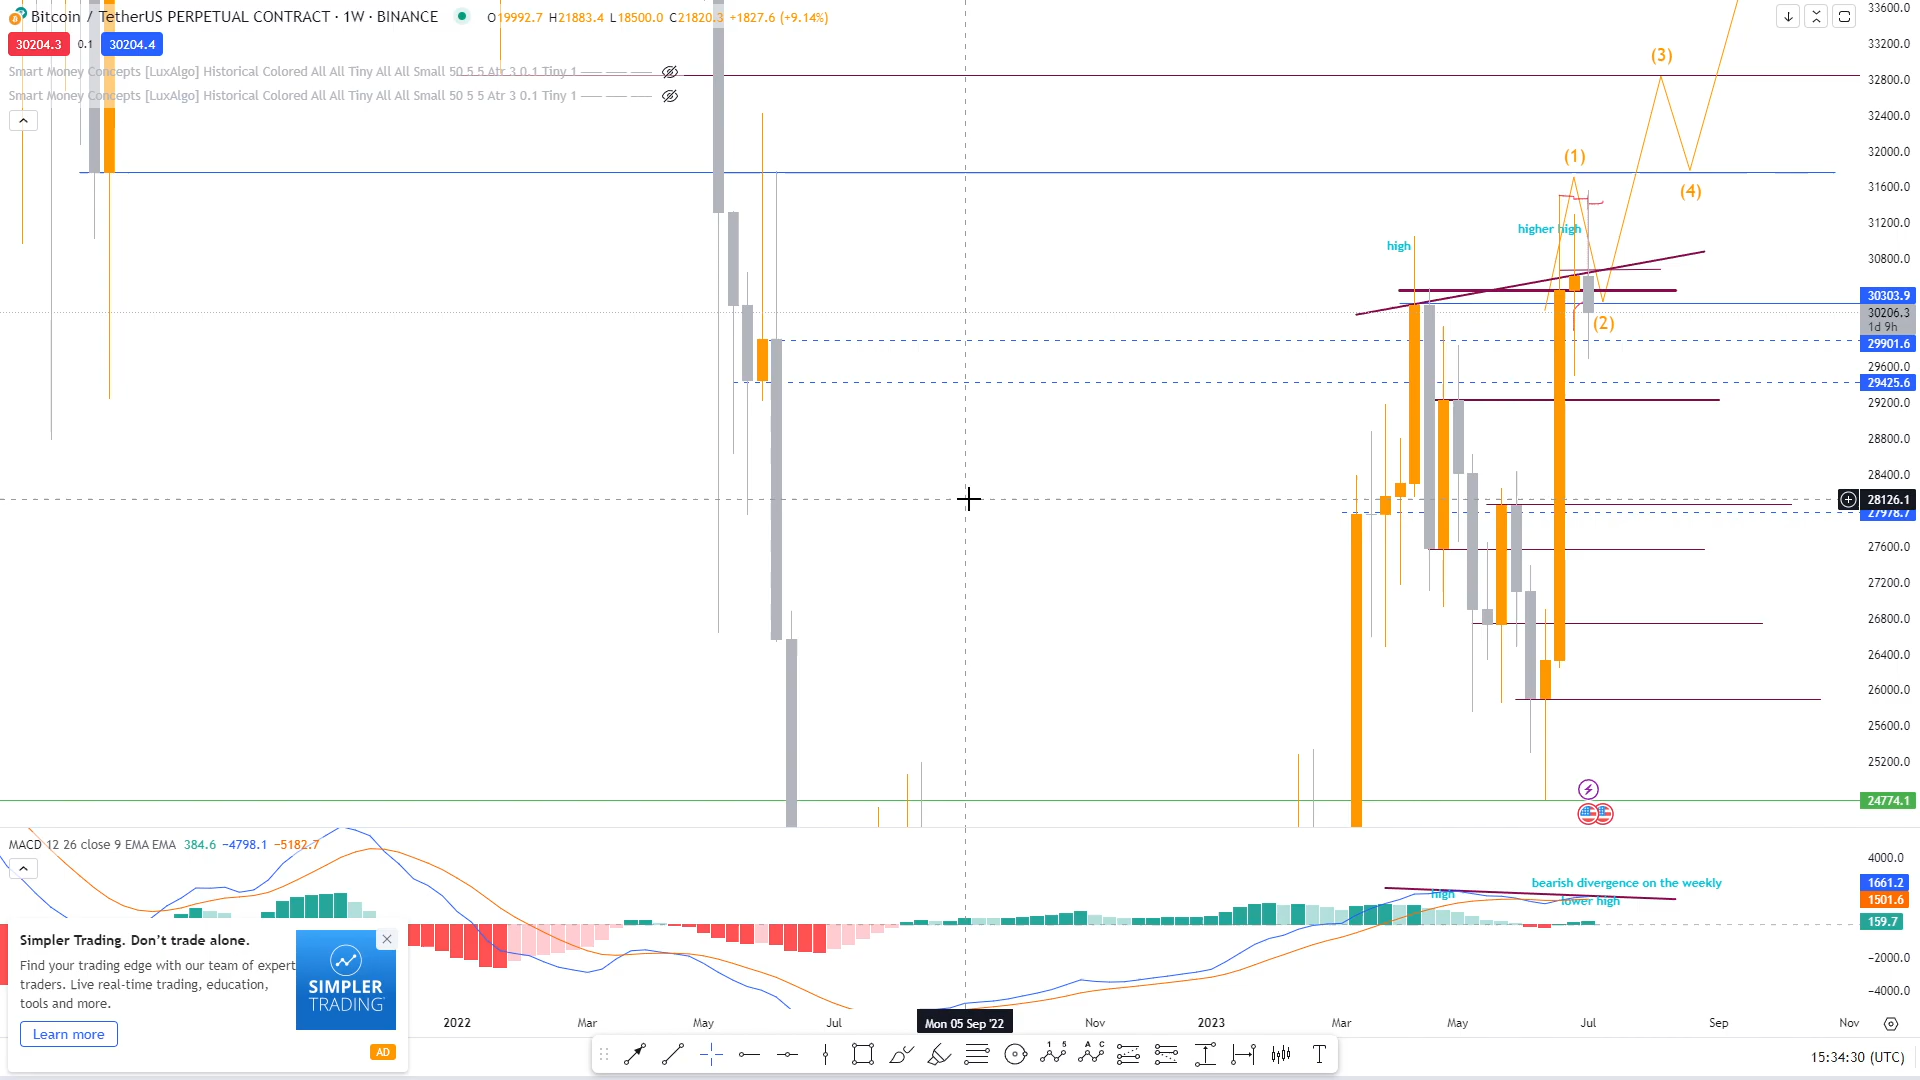 Bitcoin / TetherUS PERPETUAL CONTRACT · 1W · BINANCE O19992.7 H21883.4 L18500.0 C21820.3 +1827.6 (+9.14%)
30204.3 0.1 30204.4
Smart Money Concepts [LuxAlgo] Historical Colored All All Tiny All All Small 50 5 5 Atr 3 0.1 Tiny 1
Smart Money Concepts [LuxAlgo] Historical Colored All All Tiny All All Small 50 5 5 Atr 3 0.1 Tiny 1
(3)
(1)
(4)
higher high
high
(2)
33600.0
33200.0
32800.0
32400.0
32000.0
31600.0
31200.0
30800.0
30303.9
30206.3
1d 9h
29901.6
29600.0
29425.6
29200.0
28800.0
28400.0
28126.1
27978.7
27600.0
27200.0
26800.0
26400.0
26000.0
25600.0
25200.0
24774.1
MACD 12 26 close 9 EMA EMA 384.6 −4798.1 −5182.7
bearish divergence on the weekly
high
lower high
4000.0
1661.2
1501.6
159.7
−2000.0
−4000.0
Simpler Trading. Don't trade alone.
Find your trading edge with our team of expert
traders. Live real-time trading, education,
tools and more.
Learn more
SIMPLER
TRADING
AD
2022 Mar May Jul Mon 05 Sep '22 Nov 2023 Mar May Jul Sep Nov
1 5
A C
T
15:34:30 (UTC)